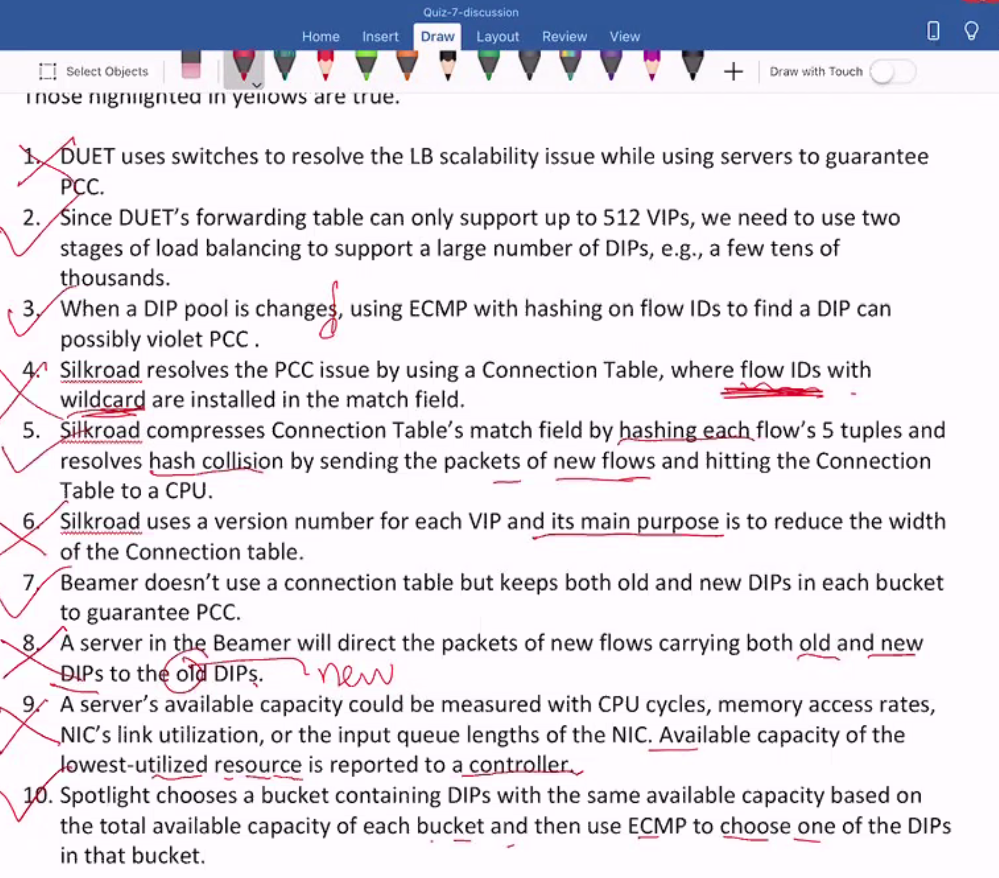 Quiz-7-discussion
Home Insert Draw Layout Review View
Select Objects Draw with Touch
Those highlighted in yellows are true.
1. DUET uses switches to resolve the LB scalability issue while using servers to guarantee
PCC.
2. Since DUET’s forwarding table can only support up to 512 VIPs, we need to use two
stages of load balancing to support a large number of DIPs, e.g., a few tens of
thousands.
3. When a DIP pool is changes, using ECMP with hashing on flow IDs to find a DIP can
possibly violet PCC .
4. Silkroad resolves the PCC issue by using a Connection Table, where flow IDs with
wildcard are installed in the match field.
5. Silkroad compresses Connection Table’s match field by hashing each flow’s 5 tuples and
resolves hash collision by sending the packets of new flows and hitting the Connection
Table to a CPU.
6. Silkroad uses a version number for each VIP and its main purpose is to reduce the width
of the Connection table.
7. Beamer doesn’t use a connection table but keeps both old and new DIPs in each bucket
to guarantee PCC.
8. A server in the Beamer will direct the packets of new flows carrying both old and new
DIPs to the old DIPs. new
9. A server’s available capacity could be measured with CPU cycles, memory access rates,
NIC’s link utilization, or the input queue lengths of the NIC. Available capacity of the
lowest-utilized resource is reported to a controller.
10. Spotlight chooses a bucket containing DIPs with the same available capacity based on
the total available capacity of each bucket and then use ECMP to choose one of the DIPs
in that bucket.